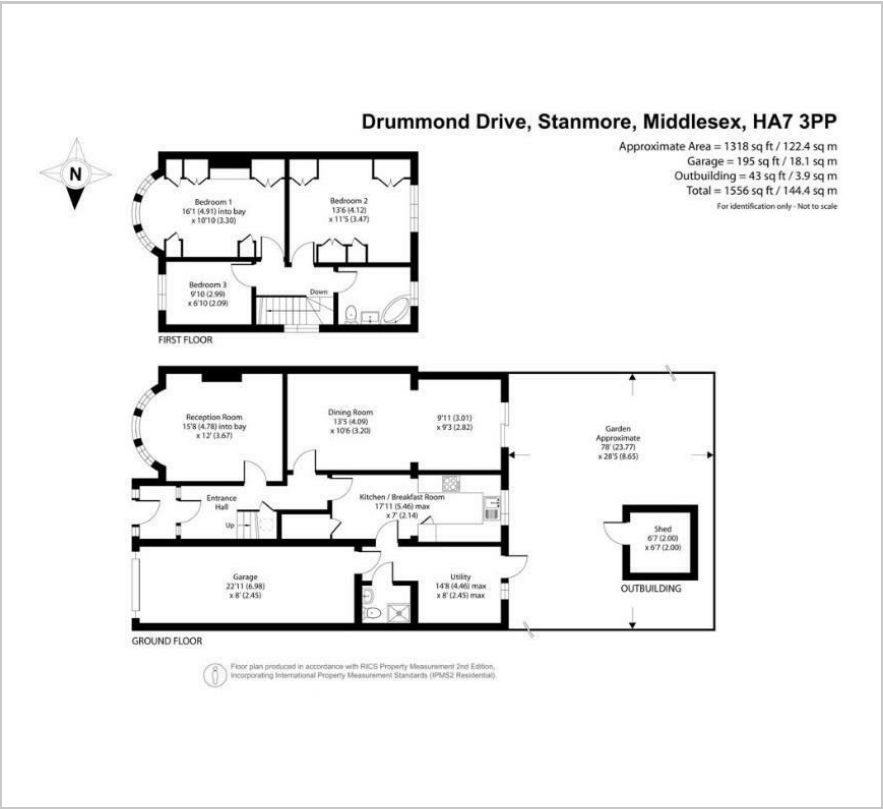 Drummond Drive, Stanmore, Middlesex, HA7 3PP
Approximate Area = 1318 sq ft / 122.4 sq m
Garage = 195 sq ft / 18.1 sq m
Outbuilding = 43 sq ft / 3.9 sq m
Total = 1556 sq ft / 144.4 sq m
For identification only - Not to scale
N
Bedroom 1
16'1 (4.91) into bay
x 10'10 (3.30)
Bedroom 2
13'6 (4.12)
x 11'5 (3.47)
Bedroom 3
9'10 (2.99)
x 6'10 (2.09)
Down
FIRST FLOOR
Reception Room
15'8 (4.78) into bay
x 12' (3.67)
Dining Room
13'5 (4.09)
x 10'6 (3.20)
9'11 (3.01)
x 9'3 (2.82)
Garden
Approximate
78' (23.77)
x 28'5 (8.65)
Entrance
Hall
Up
Kitchen / Breakfast Room
17'11 (5.46) max
x 7' (2.14)
Shed
6'7 (2.00)
x 6'7 (2.00)
OUTBUILDING
Garage
22'11 (6.98)
x 8' (2.45)
Utility
14'8 (4.46) max
x 8' (2.45) max
GROUND FLOOR
Floor plan produced in accordance with RICS Property Measurement 2nd Edition,
Incorporating International Property Measurement Standards (IPMS2 Residential).